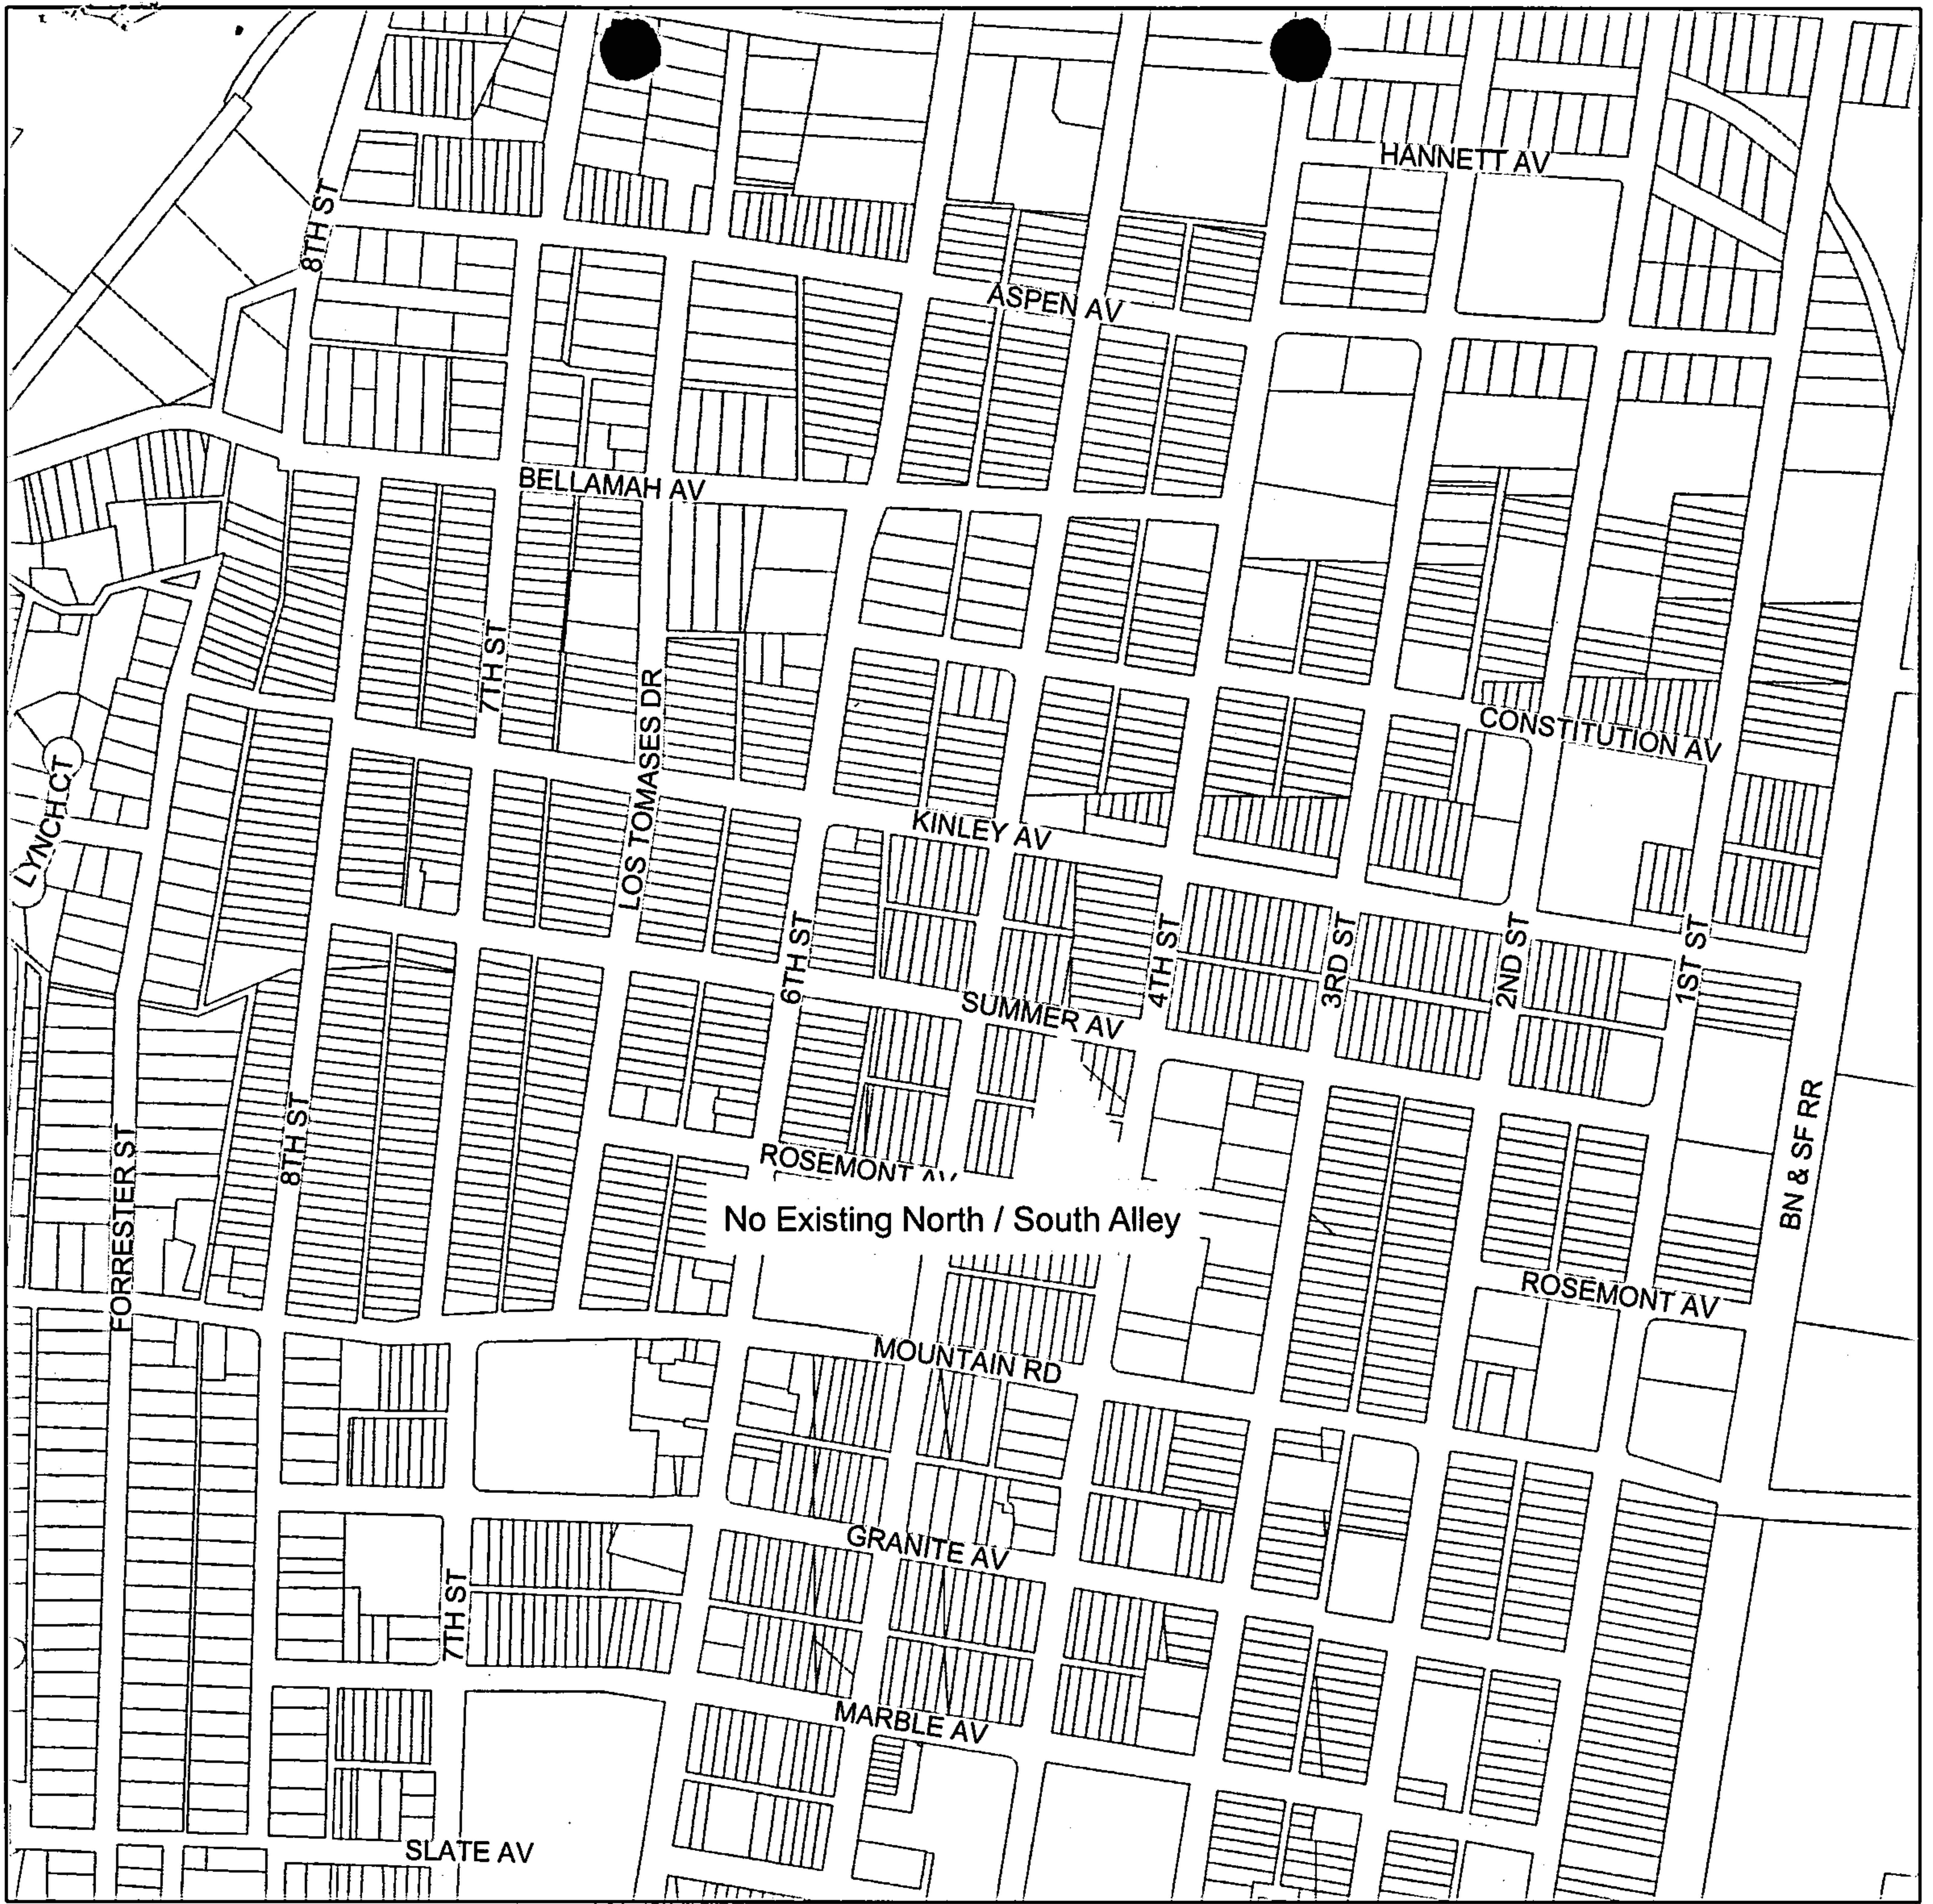 HANNETT AV
8TH ST
ASPEN AV
BELLAMAH AV
7TH ST
LOS TOMASES DR
CONSTITUTION AV
LYNCH CT
KINLEY AV
6TH ST
4TH ST
3RD ST
2ND ST
1ST ST
SUMMER AV
8TH ST
FORRESTER ST
BN & SF RR
ROSEMONT AV
No Existing North / South Alley
ROSEMONT AV
MOUNTAIN RD
GRANITE AV
7TH ST
MARBLE AV
SLATE AV